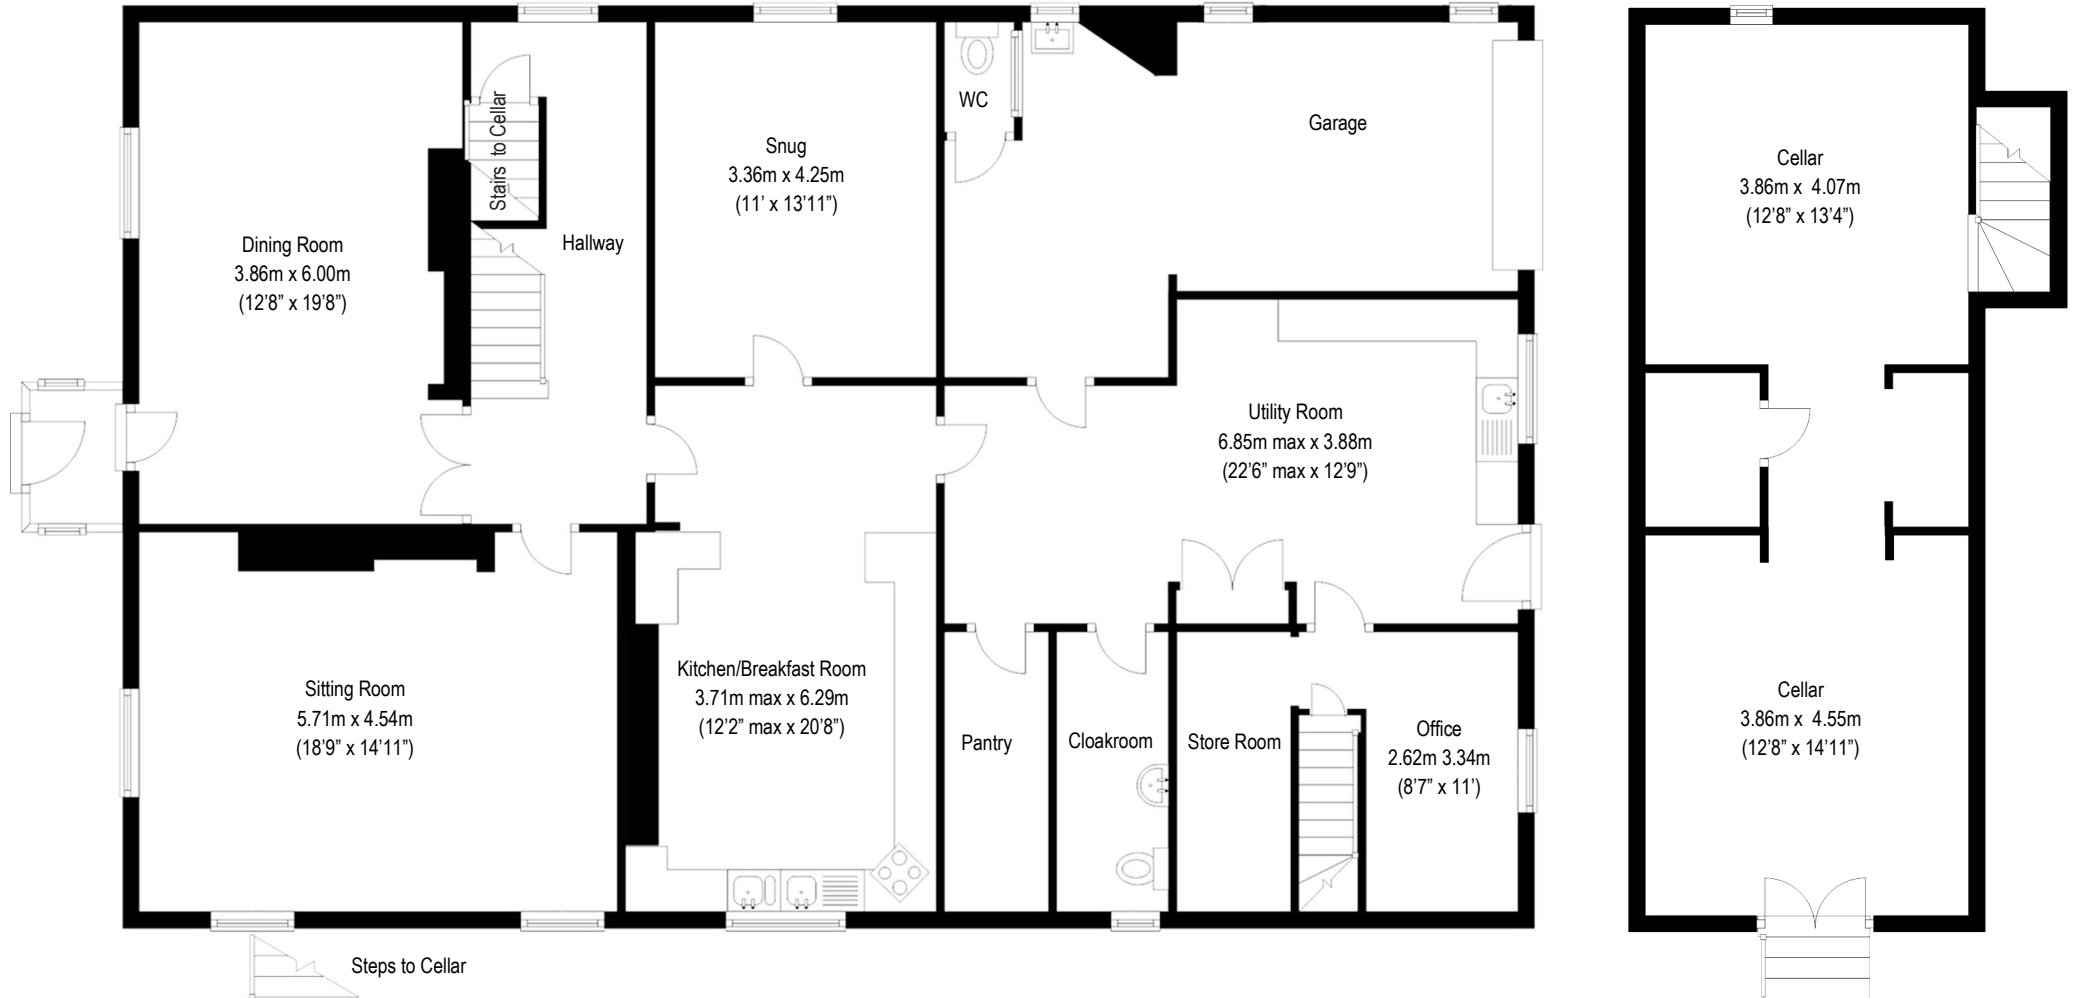 WC
Stairs to Cellar
Garage
Snug
3.36m x 4.25m
(11’ x 13’11”)
Cellar
3.86m x 4.07m
(12’8” x 13’4”)
Dining Room
3.86m x 6.00m
(12’8” x 19’8”)
Hallway
Utility Room
6.85m max x 3.88m
(22’6” max x 12’9”)
Sitting Room
5.71m x 4.54m
(18’9” x 14’11”)
Kitchen/Breakfast Room
3.71m max x 6.29m
(12’2” max x 20’8”)
Pantry
Cloakroom
Store Room
Office
2.62m 3.34m
(8’7” x 11’)
Cellar
3.86m x 4.55m
(12’8” x 14’11”)
Steps to Cellar